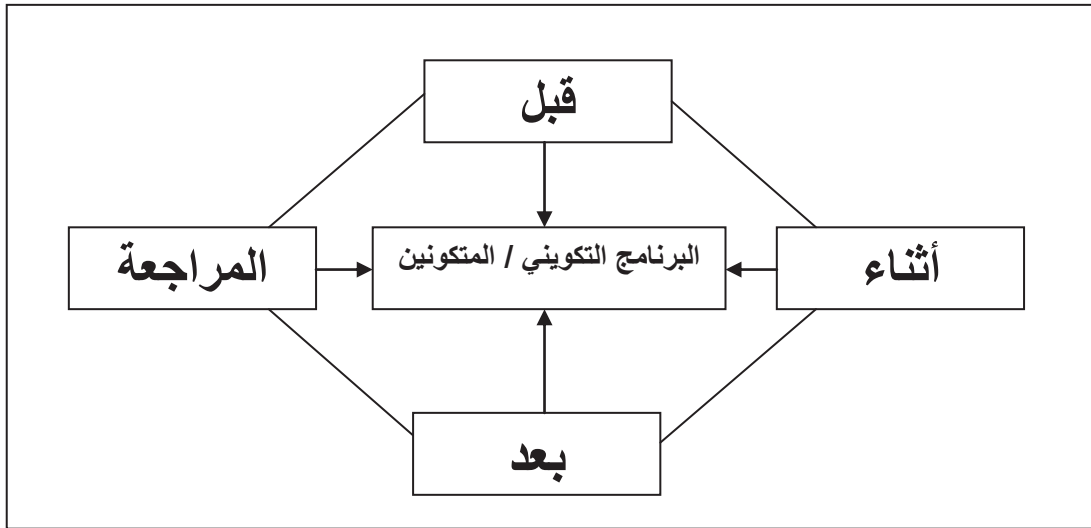 قبل
أثناء
البرنامج التكويني / المتكونين
المراجعة
بعد